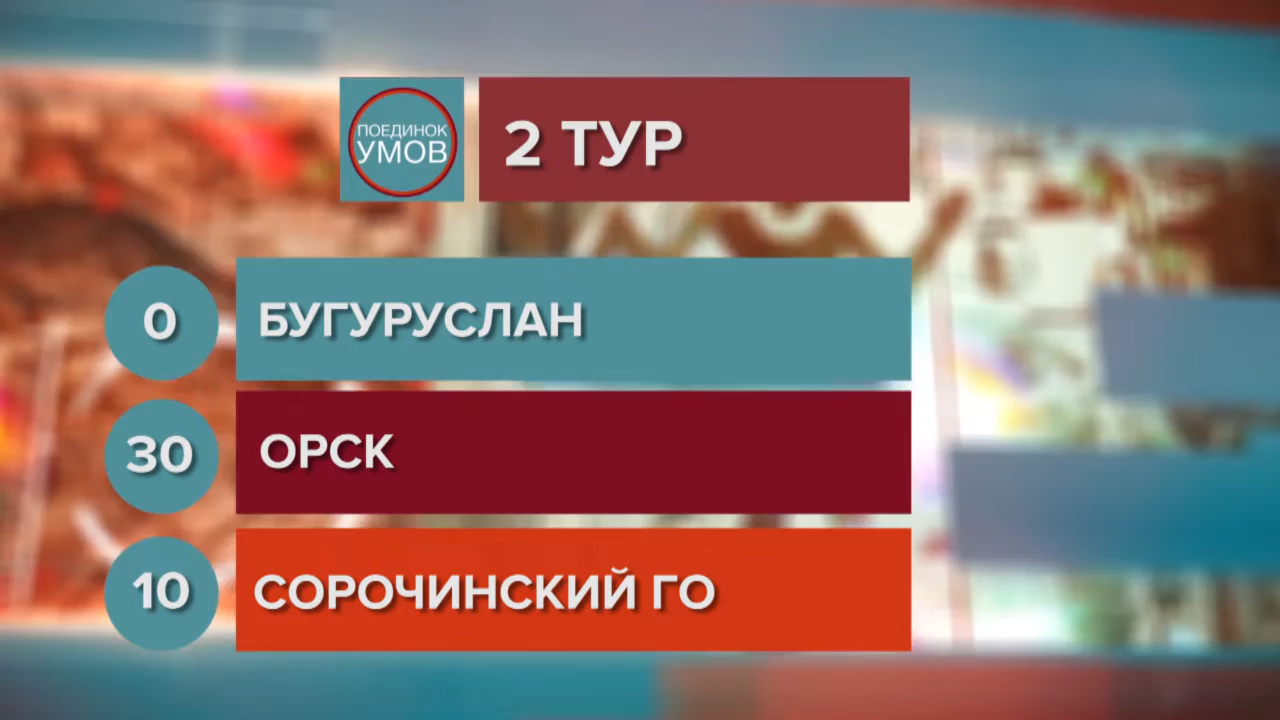 ПОЕДИНОК
УМОВ
2 ТУР
0 БУГУРУСЛАН
30 ОРСК
10 СОРОЧИНСКИЙ ГО